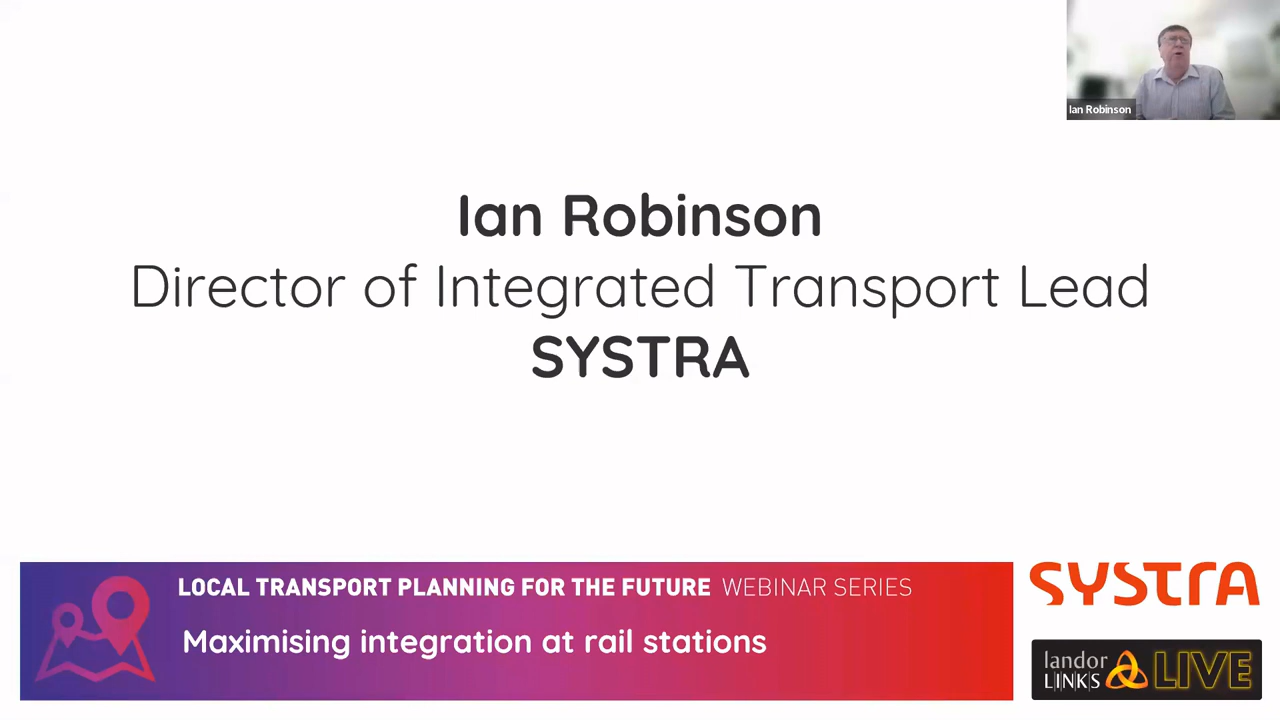 Ian Robinson
Ian Robinson
Director of Integrated Transport Lead
SYSTRA
LOCAL TRANSPORT PLANNING FOR THE FUTURE WEBINAR SERIES
Maximising integration at rail stations
SYSTRA
landor
LINKS
LIVE